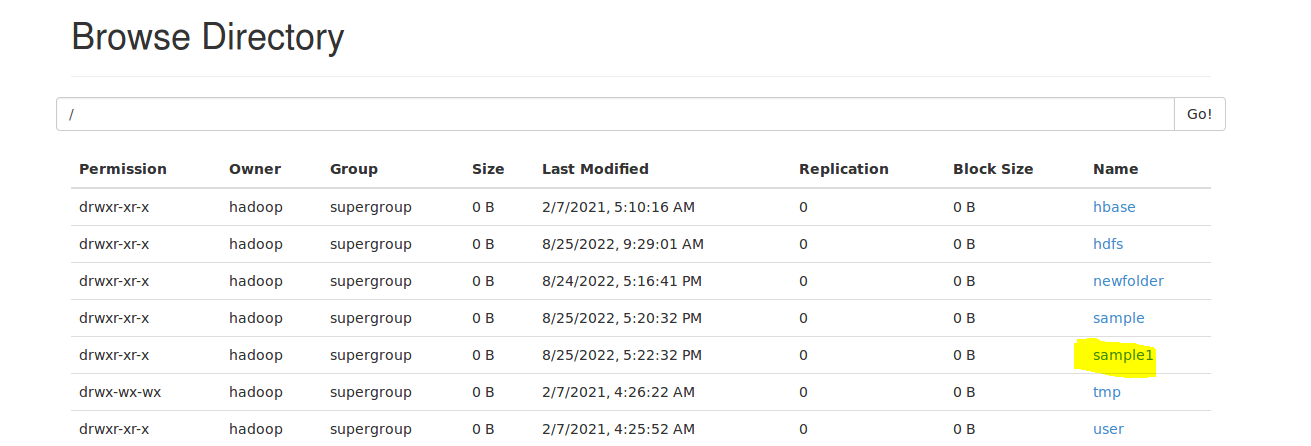 Browse Directory
/ Go!
Permission Owner Group Size Last Modified Replication Block Size Name
drwxr-xr-x hadoop supergroup 0 B 2/7/2021, 5:10:16 AM 0 0 B hbase
drwxr-xr-x hadoop supergroup 0 B 8/25/2022, 9:29:01 AM 0 0 B hdfs
drwxr-xr-x hadoop supergroup 0 B 8/24/2022, 5:16:41 PM 0 0 B newfolder
drwxr-xr-x hadoop supergroup 0 B 8/25/2022, 5:20:32 PM 0 0 B sample
drwxr-xr-x hadoop supergroup 0 B 8/25/2022, 5:22:32 PM 0 0 B sample1
drwx-wx-wx hadoop supergroup 0 B 2/7/2021, 4:26:22 AM 0 0 B tmp
drwxr-xr-x hadoop supergroup 0 B 2/7/2021, 4:25:52 AM 0 0 B user